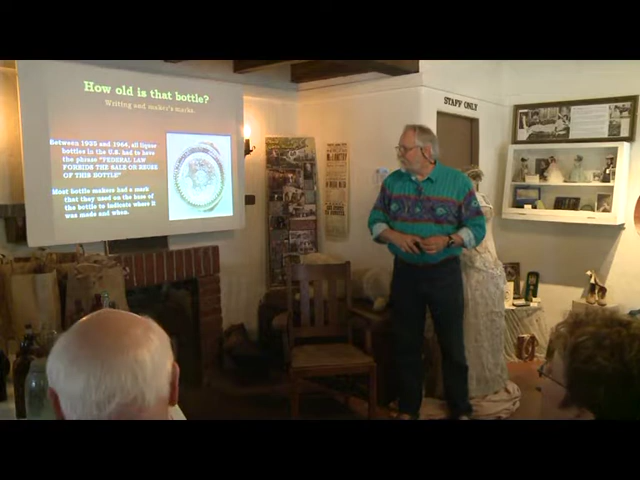 How old is that bottle?
Writing and maker's marks.
Between 1935 and 1964, all liquor
bottles in the U.S. had to have
the phrase "FEDERAL LAW
FORBIDS THE SALE OR REUSE
OF THIS BOTTLE"
Most bottle makers had a mark
that they used on the base of
the bottle to indicate where it
was made and when.
STAFF ONLY